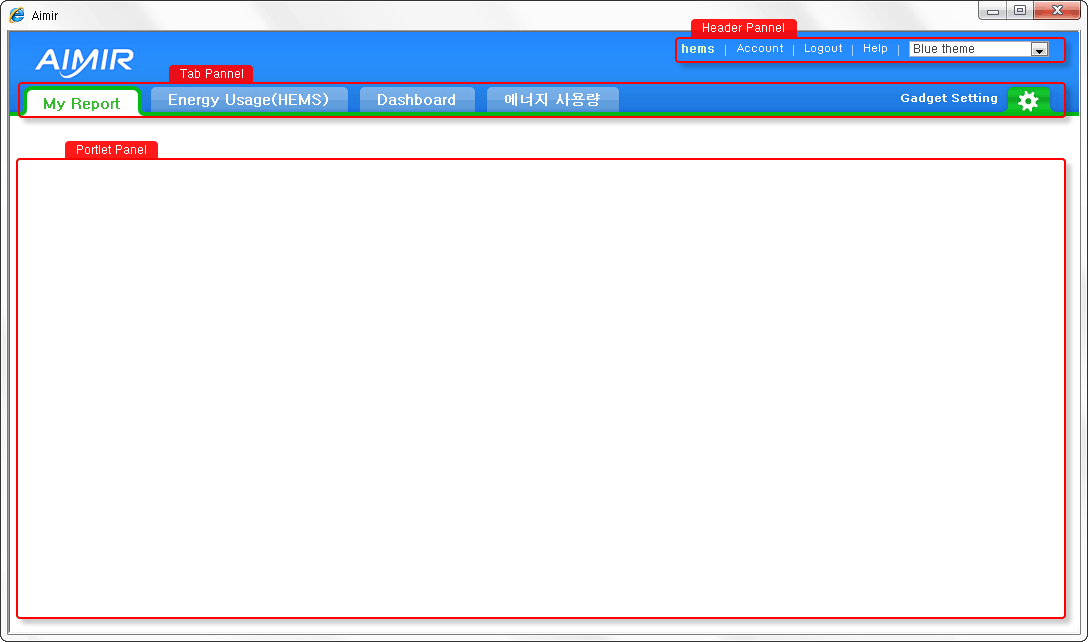 Aimir
Header Pannel
AIMIR
hems | Account | Logout | Help | Blue theme
Tab Pannel
My Report Energy Usage(HEMS) Dashboard 에너지 사용량 Gadget Setting
Portlet Panel